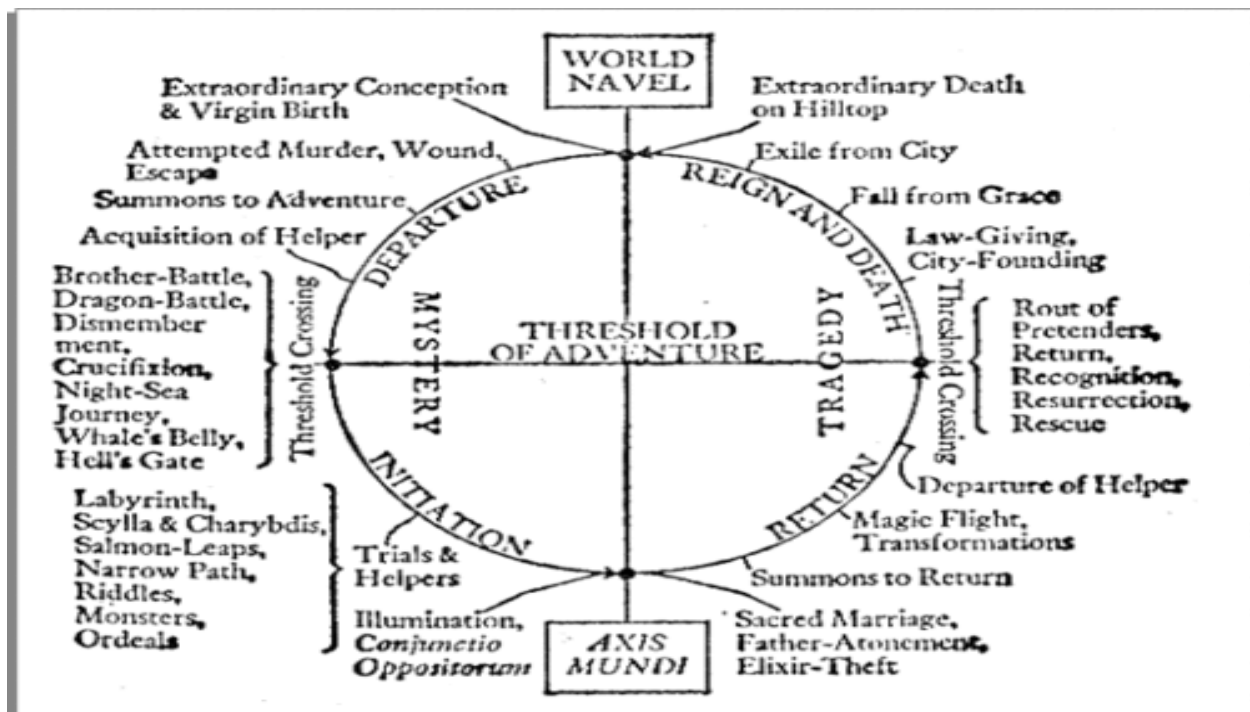 WORLD
NAVEL
Extraordinary Conception
& Virgin Birth
Extraordinary Death
on Hilltop
Attempted Murder, Wound,
Escape
Exile from City
Summons to Adventure
Fall from Grace
Acquisition of Helper
Law-Giving,
City-Founding
DEPARTURE
REIGN AND DEATH
Brother-Battle,
Dragon-Battle,
Dismember
ment,
Crucifixion,
Night-Sea
Journey,
Whale's Belly,
Hell's Gate
Threshold Crossing
MYSTERY
THRESHOLD
OF ADVENTURE
TRAGEDY
Threshold Crossing
Rout of
Pretenders,
Return,
Recognition,
Resurrection,
Rescue
INITIATION
RETURN
Departure of Helper
Magic Flight,
Transformations
Summons to Return
Labyrinth,
Scylla & Charybdis,
Salmon-Leaps,
Narrow Path,
Riddles,
Monsters,
Ordeals
Trials &
Helpers
Illumination,
Conjunctio
Oppositorum
AXIS
MUNDI
Sacred Marriage,
Father-Atonement,
Elixir-Theft